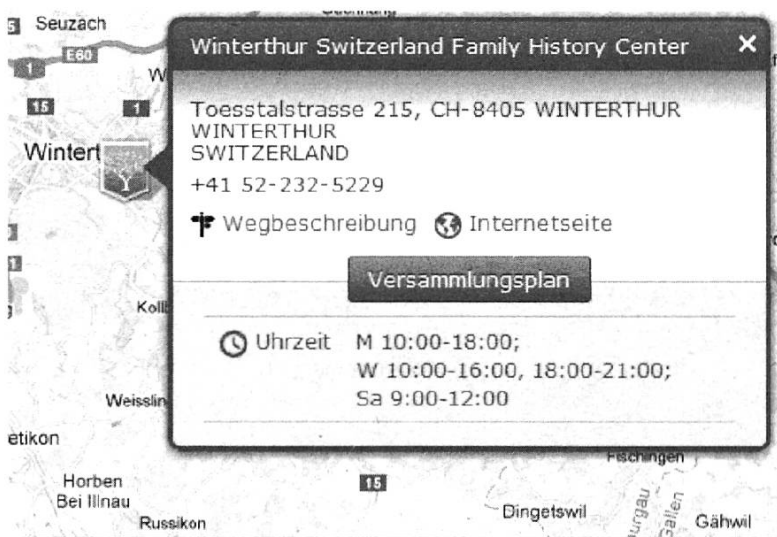 Seuzach
E60
1
W
15
1
Wintert
Winterthur Switzerland Family History Center
Toesstalstrasse 215, CH-8405 WINTERTHUR
WINTERTHUR
SWITZERLAND
+41 52-232-5229
Wegbeschreibung Internetseite
Versammlungsplan
Uhrzeit M 10:00-18:00;
W 10:00-16:00, 18:00-21:00;
Sa 9:00-12:00
1
Kollb
Weisslin
etikon
Fischingen
Horben
Bei Illnau
15
Russikon
Dingetswil
Gähwil